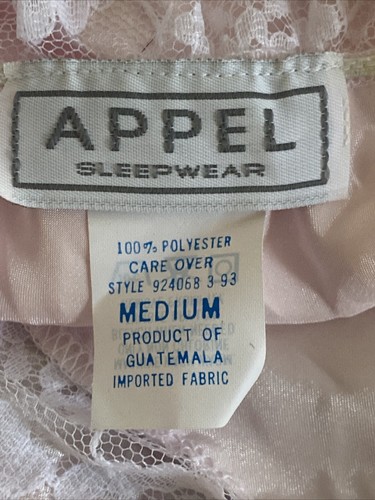 APPEL
SLEEPWEAR
100% POLYESTER
CARE OVER
STYLE 924068 3-93
MEDIUM
PRODUCT OF
GUATEMALA
IMPORTED FABRIC